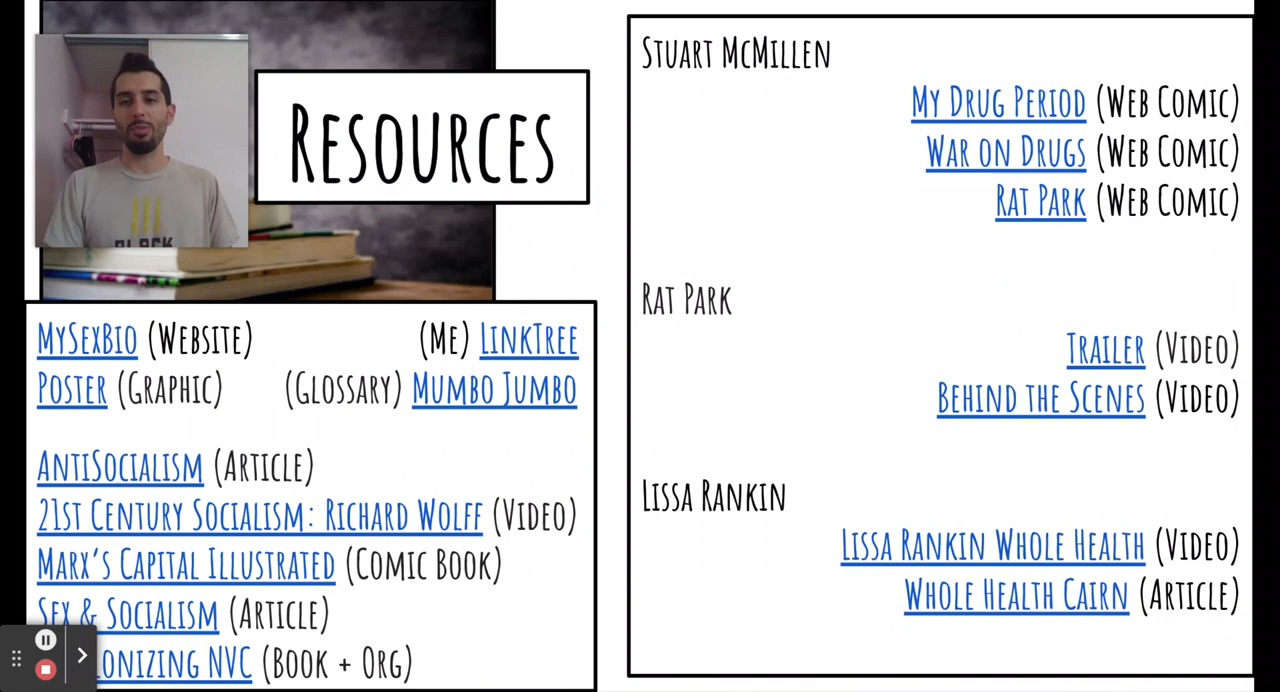 Resources
BLACK
MySexBio (Website) (Me) LinkTree
Poster (Graphic) (Glossary) Mumbo Jumbo
AntiSocialism (Article)
21st Century Socialism: Richard Wolff (Video)
Marx's Capital Illustrated (Comic Book)
Sex & Socialism (Article)
onizing NVC (Book + Org)
Stuart McMillen
My Drug Period (Web Comic)
War on Drugs (Web Comic)
Rat Park (Web Comic)
Rat Park
Trailer (Video)
Behind the Scenes (Video)
Lissa Rankin
Lissa Rankin Whole Health (Video)
Whole Health Cairn (Article)